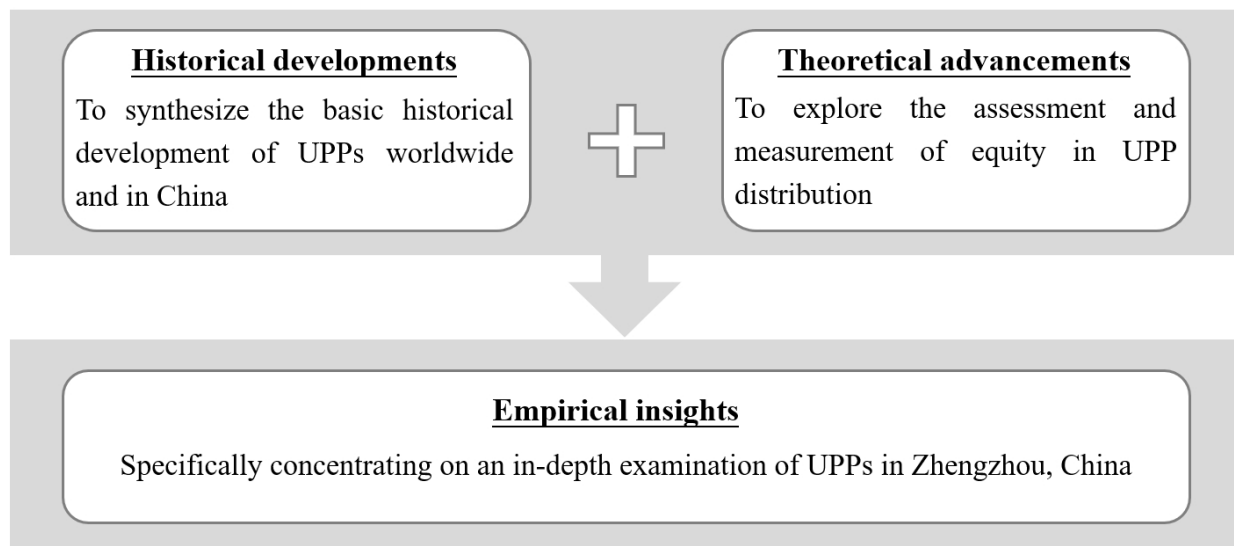 Historical developments
To synthesize the basic historical
development of UPPs worldwide
and in China
Theoretical advancements
To explore the assessment and
measurement of equity in UPP
distribution
Empirical insights
Specifically concentrating on an in-depth examination of UPPs in Zhengzhou, China